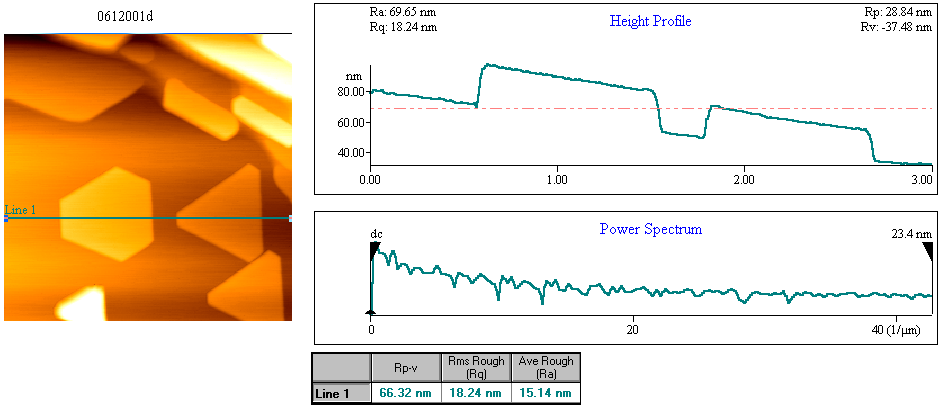 0612001d
Line 1
Ra: 69.65 nm
Rq: 18.24 nm
Height Profile
Rp: 28.84 nm
Rv: -37.48 nm
nm
80.00
60.00
40.00
0.00 1.00 2.00 3.00
Power Spectrum
dc
23.4 nm
0 20 40 (1/µm)
Rp-v Rms Rough (Rq) Ave Rough (Ra)
Line 1 66.32 nm 18.24 nm 15.14 nm